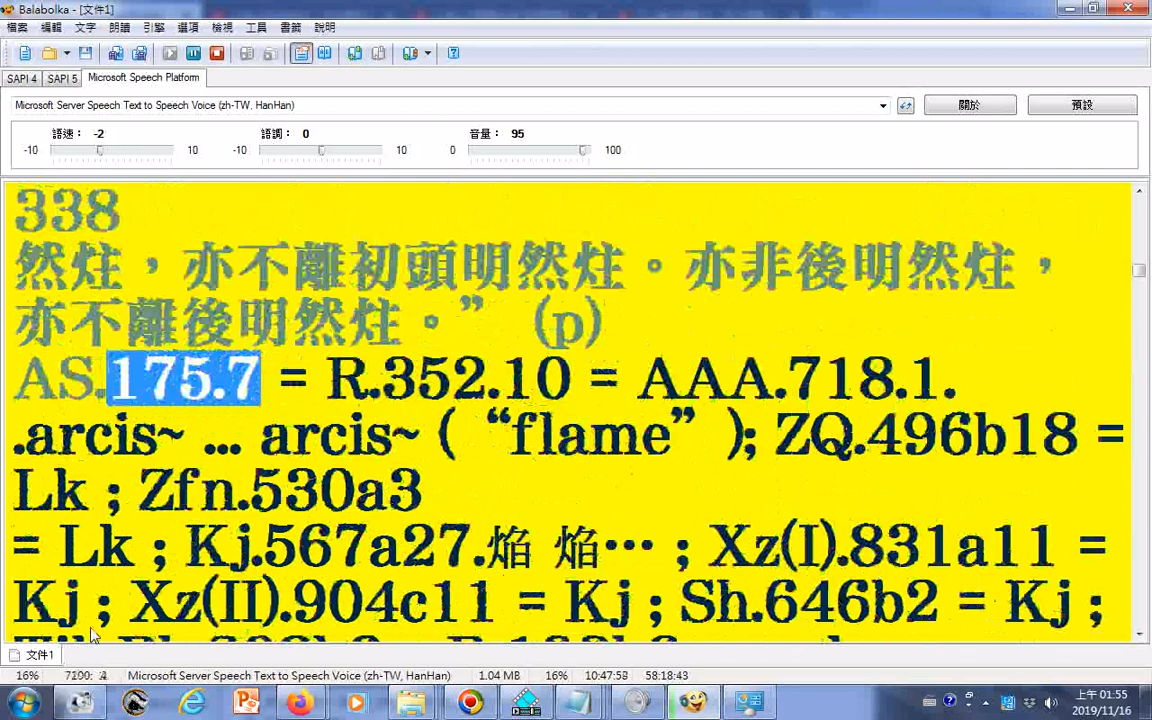 Balabolka - [文件1]
檔案 編輯 文字 朗讀 引擎 選項 檢視 工具 書籤 說明
SAPI 4 SAPI 5 Microsoft Speech Platform
Microsoft Server Speech Text to Speech Voice (zh-TW, HanHan) 關於 預設
語速： -2 語調： 0 音量： 95
-10 10 -10 10 0 100
338
然炷，亦不離初頭明然炷。亦非後明然炷，
亦不離後明然炷。” (p)
AS.175.7 = R.352.10 = AAA.718.1.
.arcis~ ... arcis~ (“flame”); ZQ.496b18 =
Lk ; Zfn.530a3
= Lk ; Kj.567a27.焔 焔… ; Xz(I).831a11 =
Kj ; Xz(II).904c11 = Kj ; Sh.646b2 = Kj ;
文件1
16% Microsoft Server Speech Text to Speech Voice (zh-TW, HanHan) 1.04 MB 16% 10:47:53 58:18:43
上午 01:55
2019/11/16